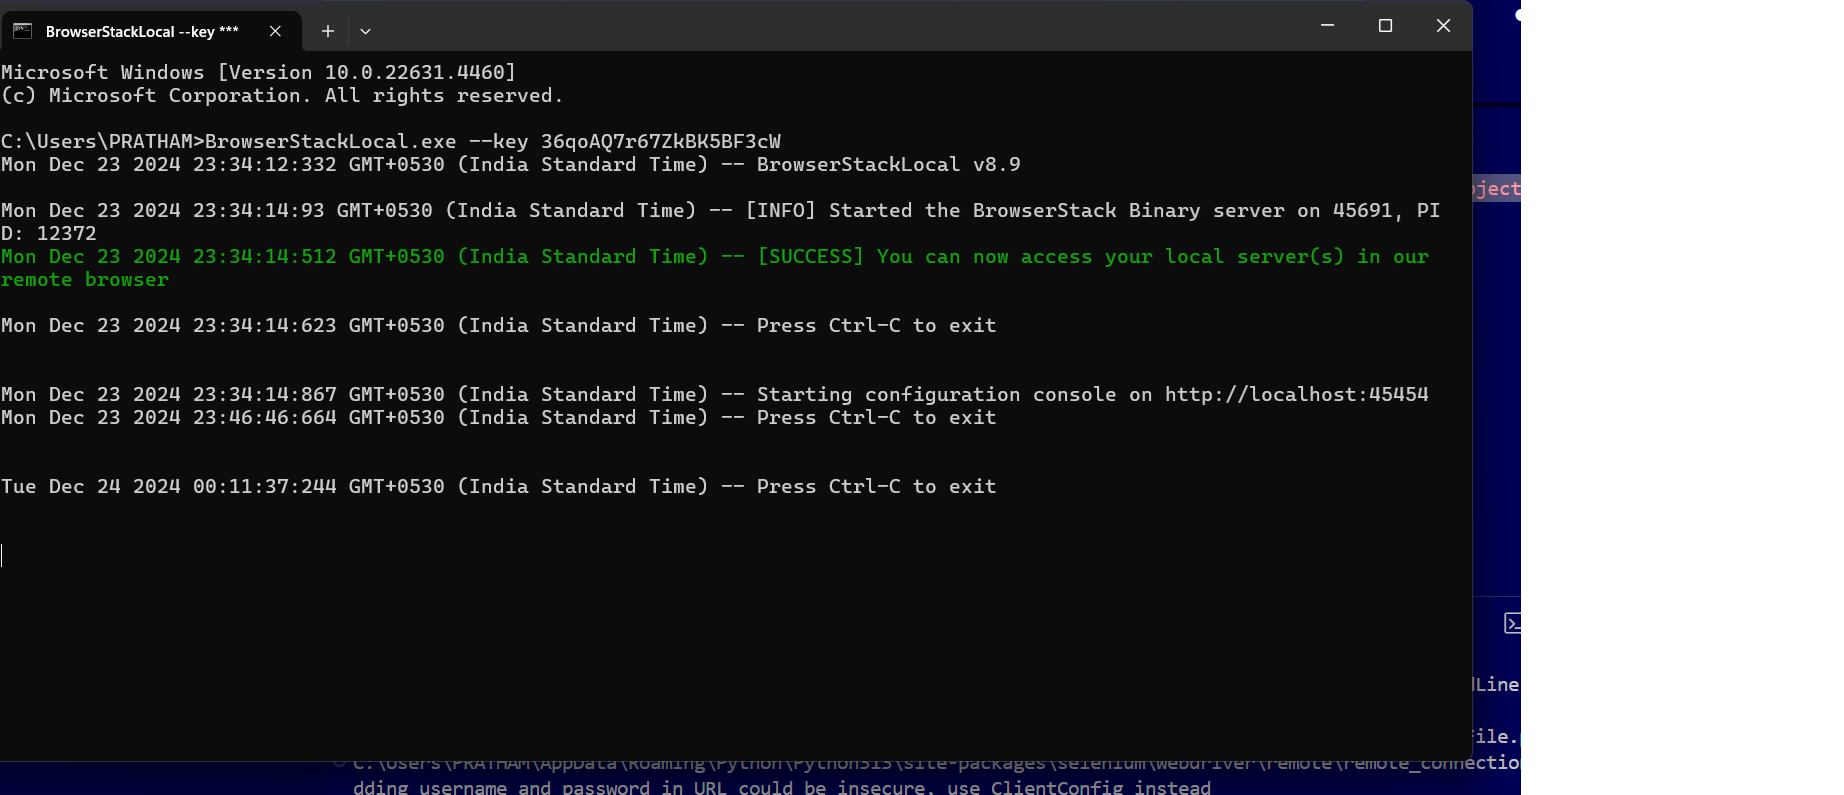 BrowserStackLocal --key ***
Microsoft Windows [Version 10.0.22631.4460]
(c) Microsoft Corporation. All rights reserved.
C:\Users\PRATHAM>BrowserStackLocal.exe --key 36qoAQ7r67ZkBK5BF3cW
Mon Dec 23 2024 23:34:12:332 GMT+0530 (India Standard Time) -- BrowserStackLocal v8.9
Mon Dec 23 2024 23:34:14:93 GMT+0530 (India Standard Time) -- [INFO] Started the BrowserStack Binary server on 45691, PI
D: 12372
Mon Dec 23 2024 23:34:14:512 GMT+0530 (India Standard Time) -- [SUCCESS] You can now access your local server(s) in our
remote browser
Mon Dec 23 2024 23:34:14:623 GMT+0530 (India Standard Time) -- Press Ctrl-C to exit
Mon Dec 23 2024 23:34:14:867 GMT+0530 (India Standard Time) -- Starting configuration console on http://localhost:45454
Mon Dec 23 2024 23:46:46:664 GMT+0530 (India Standard Time) -- Press Ctrl-C to exit
Tue Dec 24 2024 00:11:37:244 GMT+0530 (India Standard Time) -- Press Ctrl-C to exit
C:\Users\PRATHAM\AppData\Roaming\Python\Python313\site-packages\selenium\webdriver\remote\remote_connectio
dding username and password in URL could be insecure, use ClientConfig instead